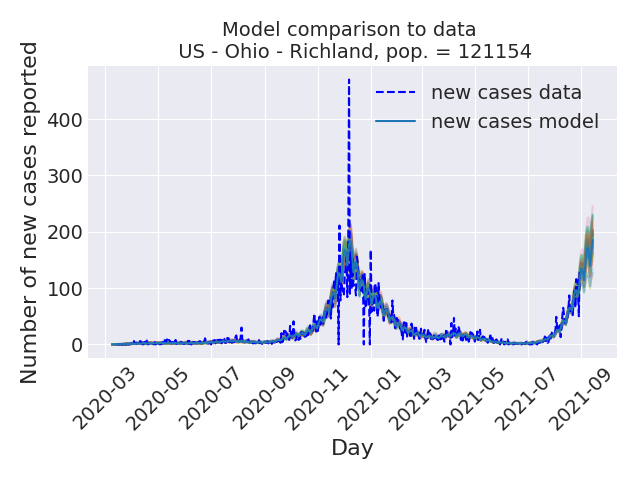 Model comparison to data
US - Ohio - Richland, pop. = 121154
Number of new cases reported
400
300
200
100
0
new cases data
new cases model
2020-03
2020-05
2020-07
2020-09
2020-11
2021-01
2021-03
2021-05
2021-07
2021-09
Day